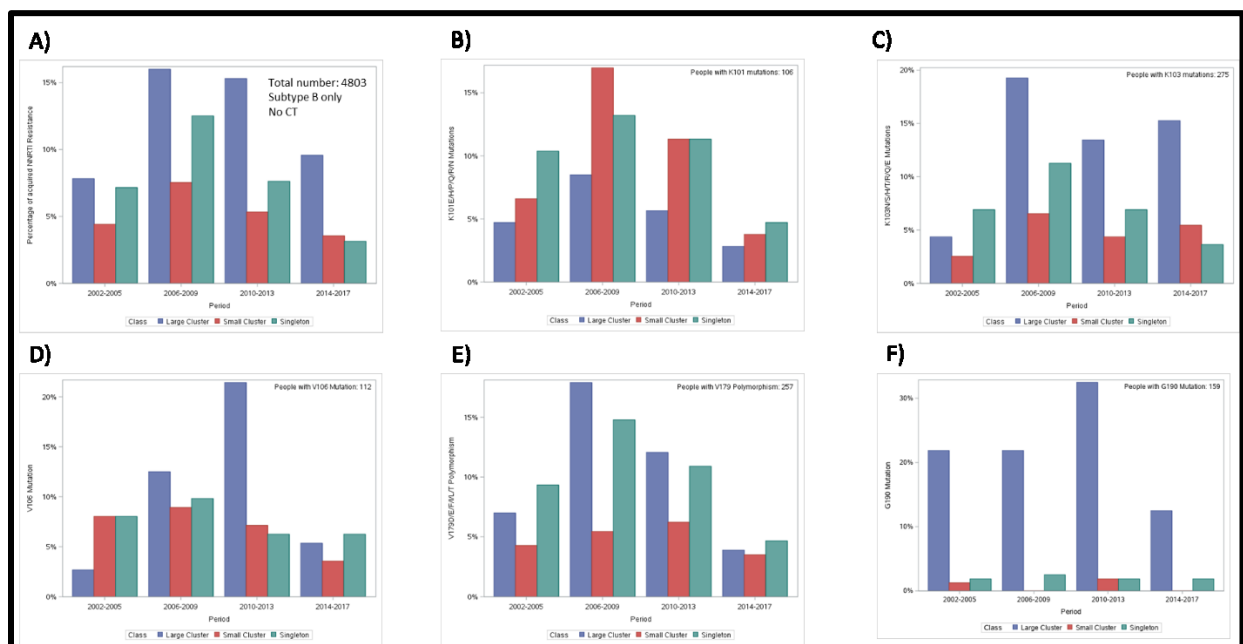 A)
15%
10%
5%
0%
Percentage of acquired NNRTI Resistance
Total number: 4803
Subtype B only
No CT
2002-2005 2006-2009 2010-2013 2014-2017
Period
Class Large Cluster Small Cluster Singleton
B)
People with K101 mutations: 106
15%
10%
5%
0%
K101E/H/P/Q/R/N Mutations
2002-2005 2006-2009 2010-2013 2014-2017
Period
Class Large Cluster Small Cluster Singleton
C)
People with K103 mutations: 275
20%
15%
10%
5%
0%
K103N/S/H/T/R/Q/E Mutations
2002-2005 2006-2009 2010-2013 2014-2017
Period
Class Large Cluster Small Cluster Singleton
D)
People with V106 Mutation: 112
20%
15%
10%
5%
0%
V106 Mutation
2002-2005 2006-2009 2010-2013 2014-2017
Period
Class Large Cluster Small Cluster Singleton
E)
People with V179 Polymorphism: 257
15%
10%
5%
0%
Polymorphism
2002-2005 2006-2009 2010-2013 2014-2017
Period
Class Large Cluster Small Cluster Singleton
F)
People with G190 Mutation: 159
30%
20%
10%
0%
G190 Mutation
2002-2005 2006-2009 2010-2013 2014-2017
Period
Class Large Cluster Small Cluster Singleton